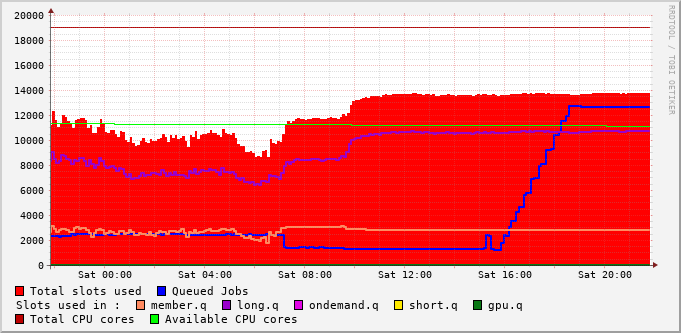 20000
18000
16000
14000
12000
10000
8000
6000
4000
2000
0
Sat 00:00 Sat 04:00 Sat 08:00 Sat 12:00 Sat 16:00 Sat 20:00
RRDTOOL / TOBI OETIKER
Total slots used Queued Jobs
Slots used in : member.q long.q ondemand.q short.q gpu.q
Total CPU cores Available CPU cores